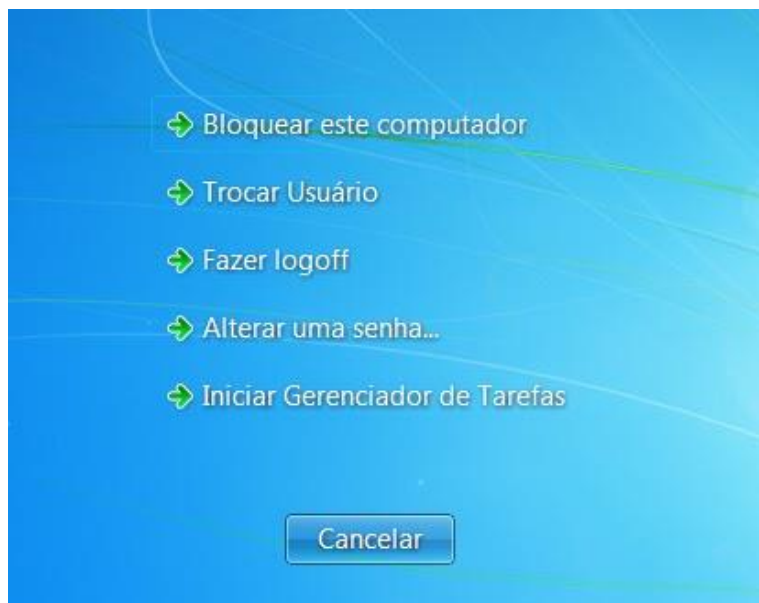 Bloquear este computador
Trocar Usuário
Fazer logoff
Alterar uma senha...
Iniciar Gerenciador de Tarefas
Cancelar